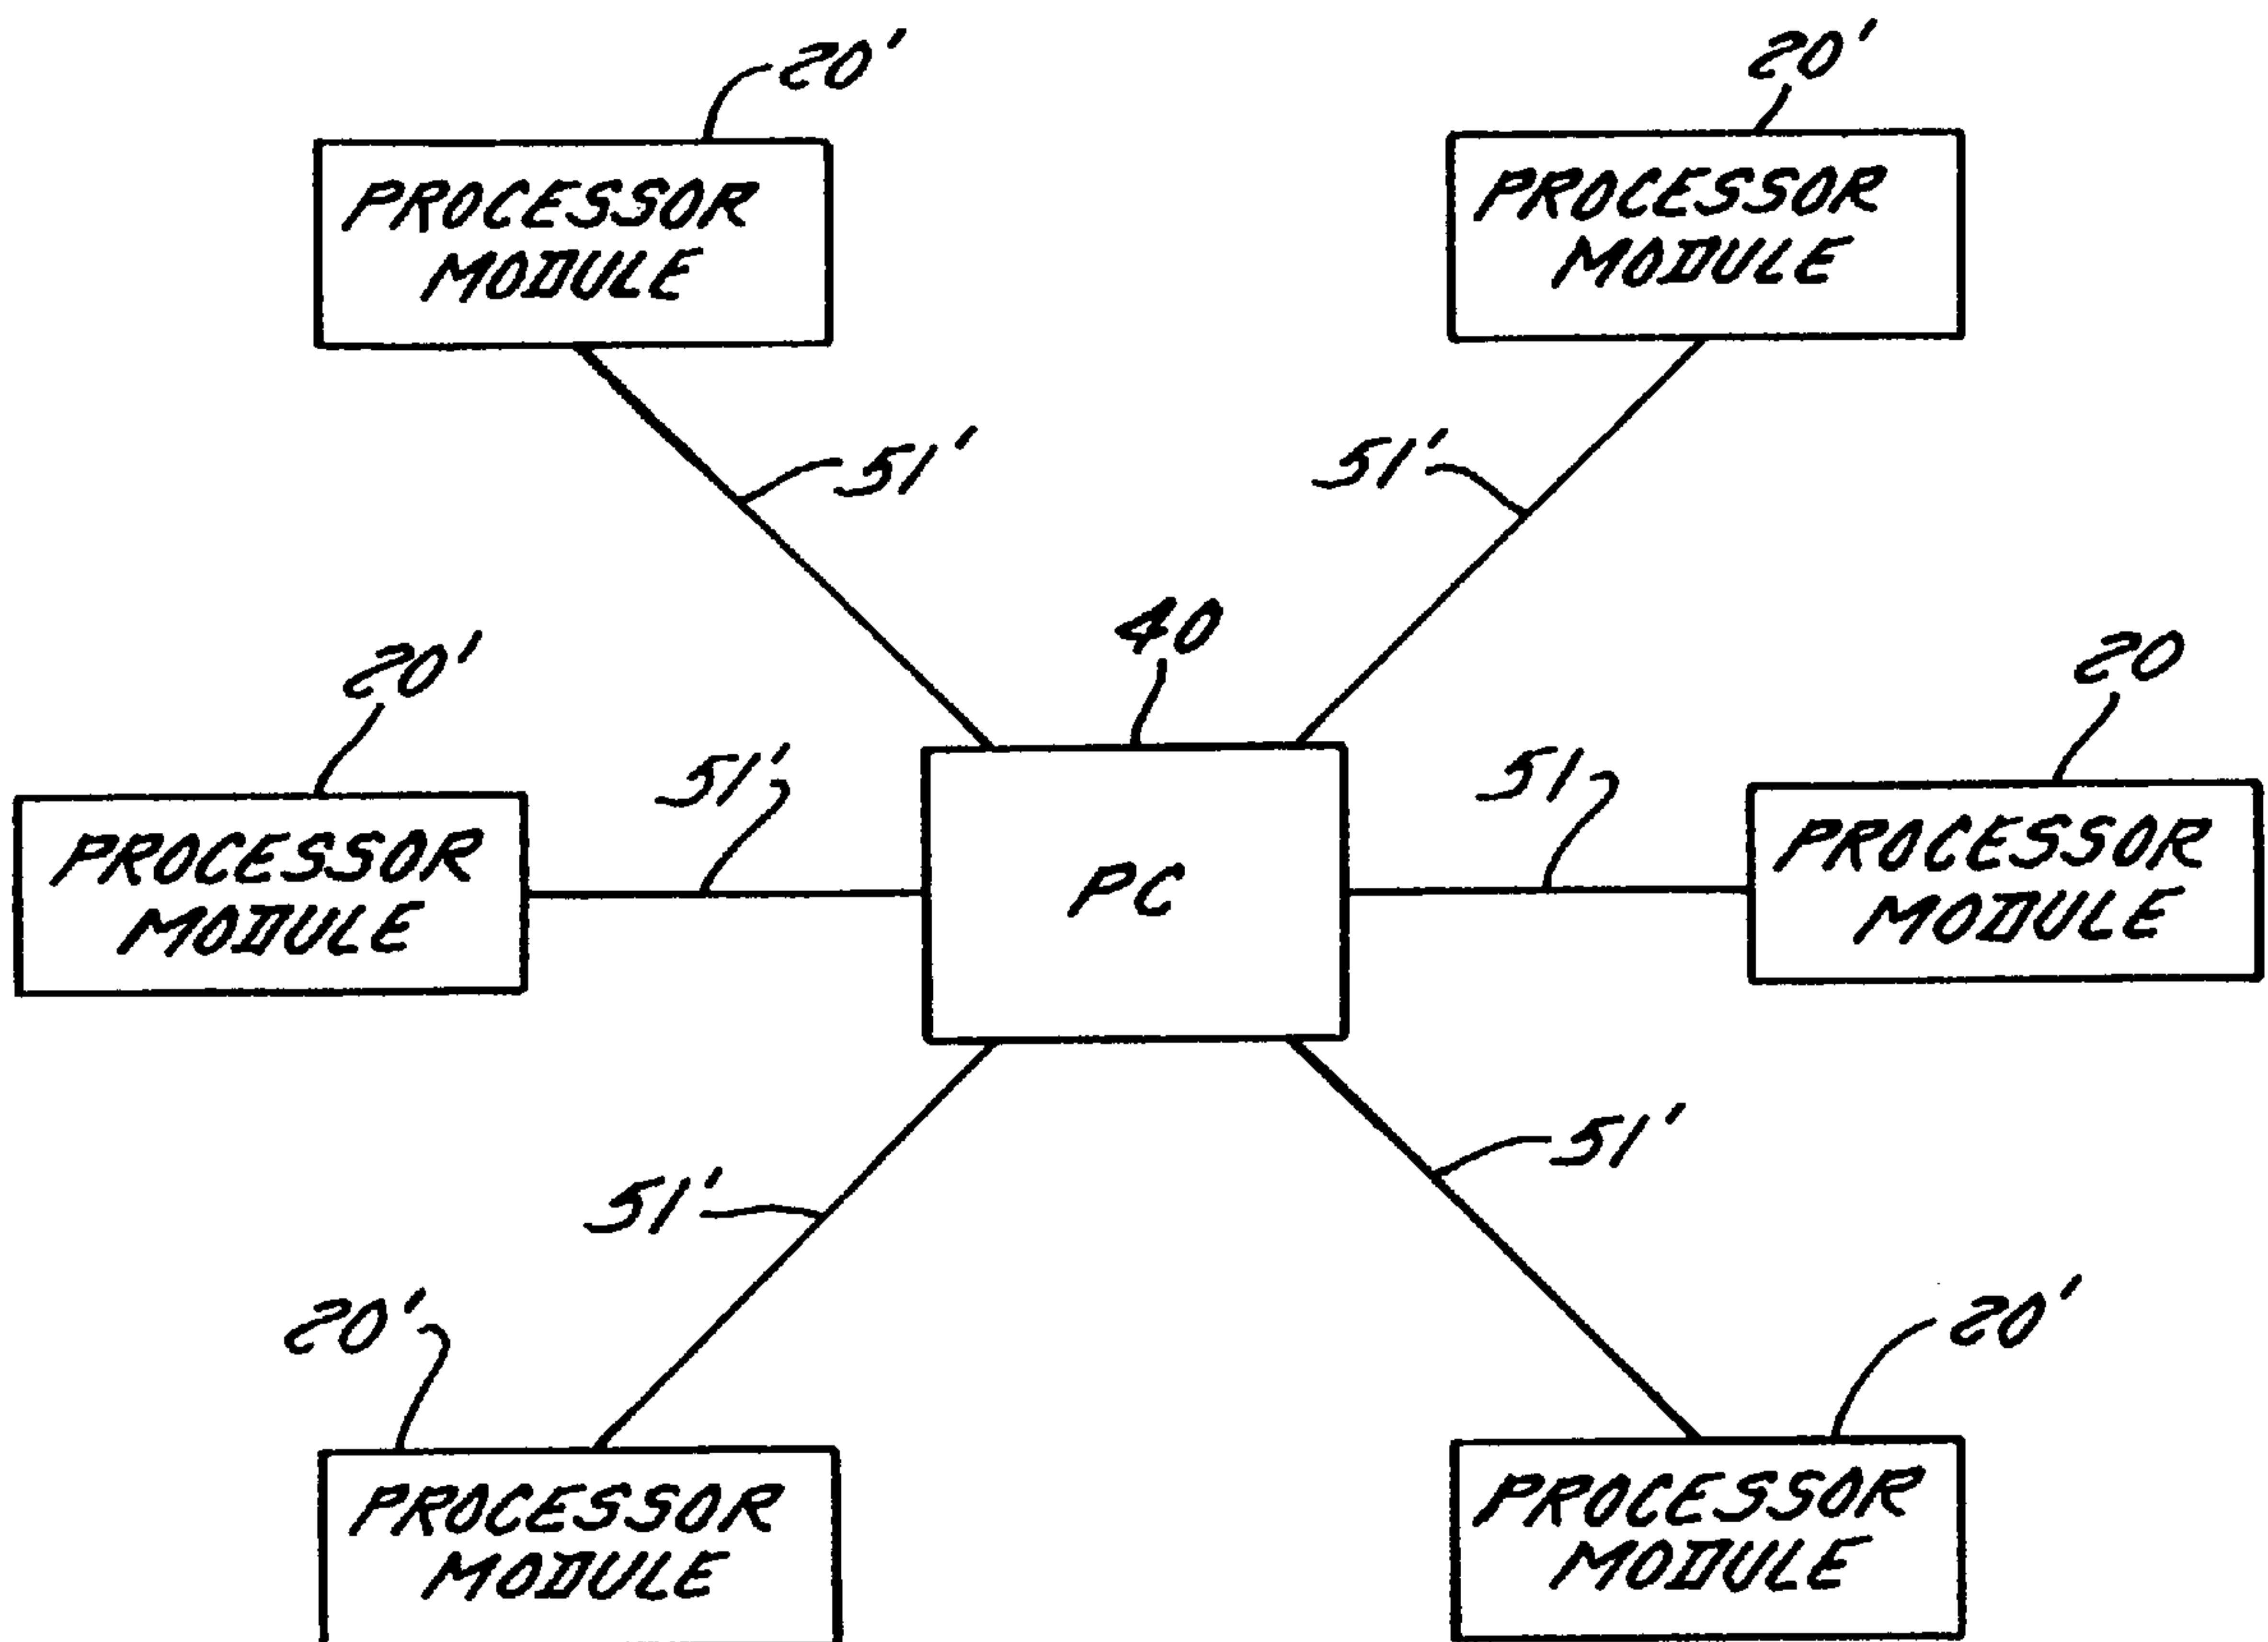 20'
20'
PROCESSOR
MODULE
PROCESSOR
MODULE
51'
51'
40
20'
20
51'
51
PROCESSOR
MODULE
PC
PROCESSOR
MODULE
51'
51'
20'
20'
PROCESSOR
MODULE
PROCESSOR
MODULE